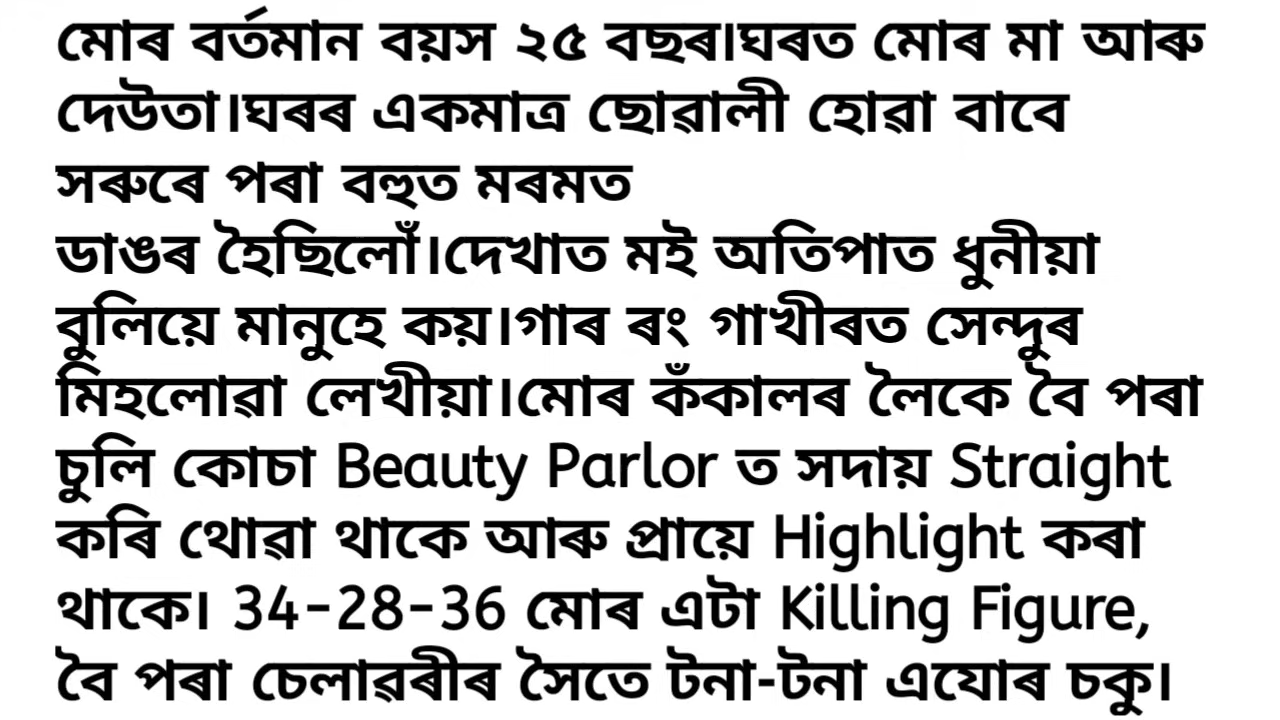 মোৰ বৰ্তমান বয়স ২৫ বছৰ।ঘৰত মোৰ মা আৰু
দেউতা।ঘৰৰ একমাত্ৰ ছোৱালী হোৱা বাবে
সৰুৰে পৰা বহুত মৰমত
ডাঙৰ হৈছিলোঁ।দেখাত মই অতিপাত ধুনীয়া
বুলিয়ে মানুহে কয়।গাৰ ৰং গাখীৰত সেন্দুৰ
মিহলোৱা লেখীয়া।মোৰ কঁকালৰ লৈকে বৈ পৰা
চুলি কোচা Beauty Parlor ত সদায় Straight
কৰি থোৱা থাকে আৰু প্ৰায়ে Highlight কৰা
থাকে। 34-28-36 মোৰ এটা Killing Figure,
বৈ পৰা চেলাৱৰীৰ সৈতে টনা-টনা এযোৰ চকু।